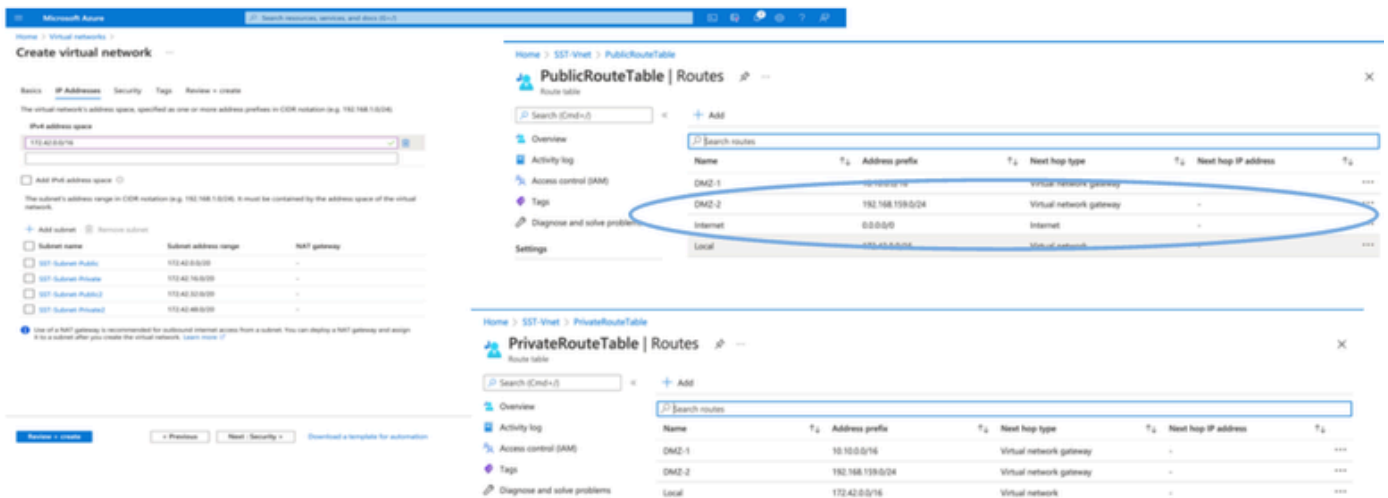 Microsoft Azure
Search resources, services, and docs (G+/)
Home > Virtual networks >
Create virtual network
Basics IP Addresses Security Tags Review + create
The virtual network's address space, specified as one or more address prefixes in CIDR notation (e.g. 192.168.1.0/24).
IPv4 address space
172.42.0.0/16
Add IPv6 address space
The subnet's address range in CIDR notation (e.g. 192.168.1.0/24). It must be contained by the address space of the virtual
network.
+ Add subnet Remove subnet
Subnet name Subnet address range NAT gateway
SST-Subnet-Public 172.42.0.0/20 -
SST-Subnet-Private 172.42.16.0/20 -
SST-Subnet-Public2 172.42.32.0/20 -
SST-Subnet-Private2 172.42.48.0/20 -
Use of a NAT gateway is recommended for outbound internet access from a subnet. You can deploy a NAT gateway and assign
it to a subnet after you create the virtual network. Learn more
Review + create < Previous Next : Security > Download a template for automation
Home > SST-Vnet > PublicRouteTable
PublicRouteTable | Routes
Route table
Search (Cmd+/) «
+ Add
Overview
Activity log
Access control (IAM)
Tags
Diagnose and solve problems
Settings
Search routes
Name Address prefix Next hop type Next hop IP address
DMZ-1 10.10.0.0/16 Virtual network gateway
DMZ-2 192.168.159.0/24 Virtual network gateway -
Internet 0.0.0.0/0 Internet -
Local 172.42.0.0/16 Virtual network -
Home > SST-Vnet > PrivateRouteTable
PrivateRouteTable | Routes
Route table
Search (Cmd+/) «
+ Add
Overview
Activity log
Access control (IAM)
Tags
Diagnose and solve problems
Search routes
Name Address prefix Next hop type Next hop IP address
DMZ-1 10.10.0.0/16 Virtual network gateway -
DMZ-2 192.168.159.0/24 Virtual network gateway -
Local 172.42.0.0/16 Virtual network -